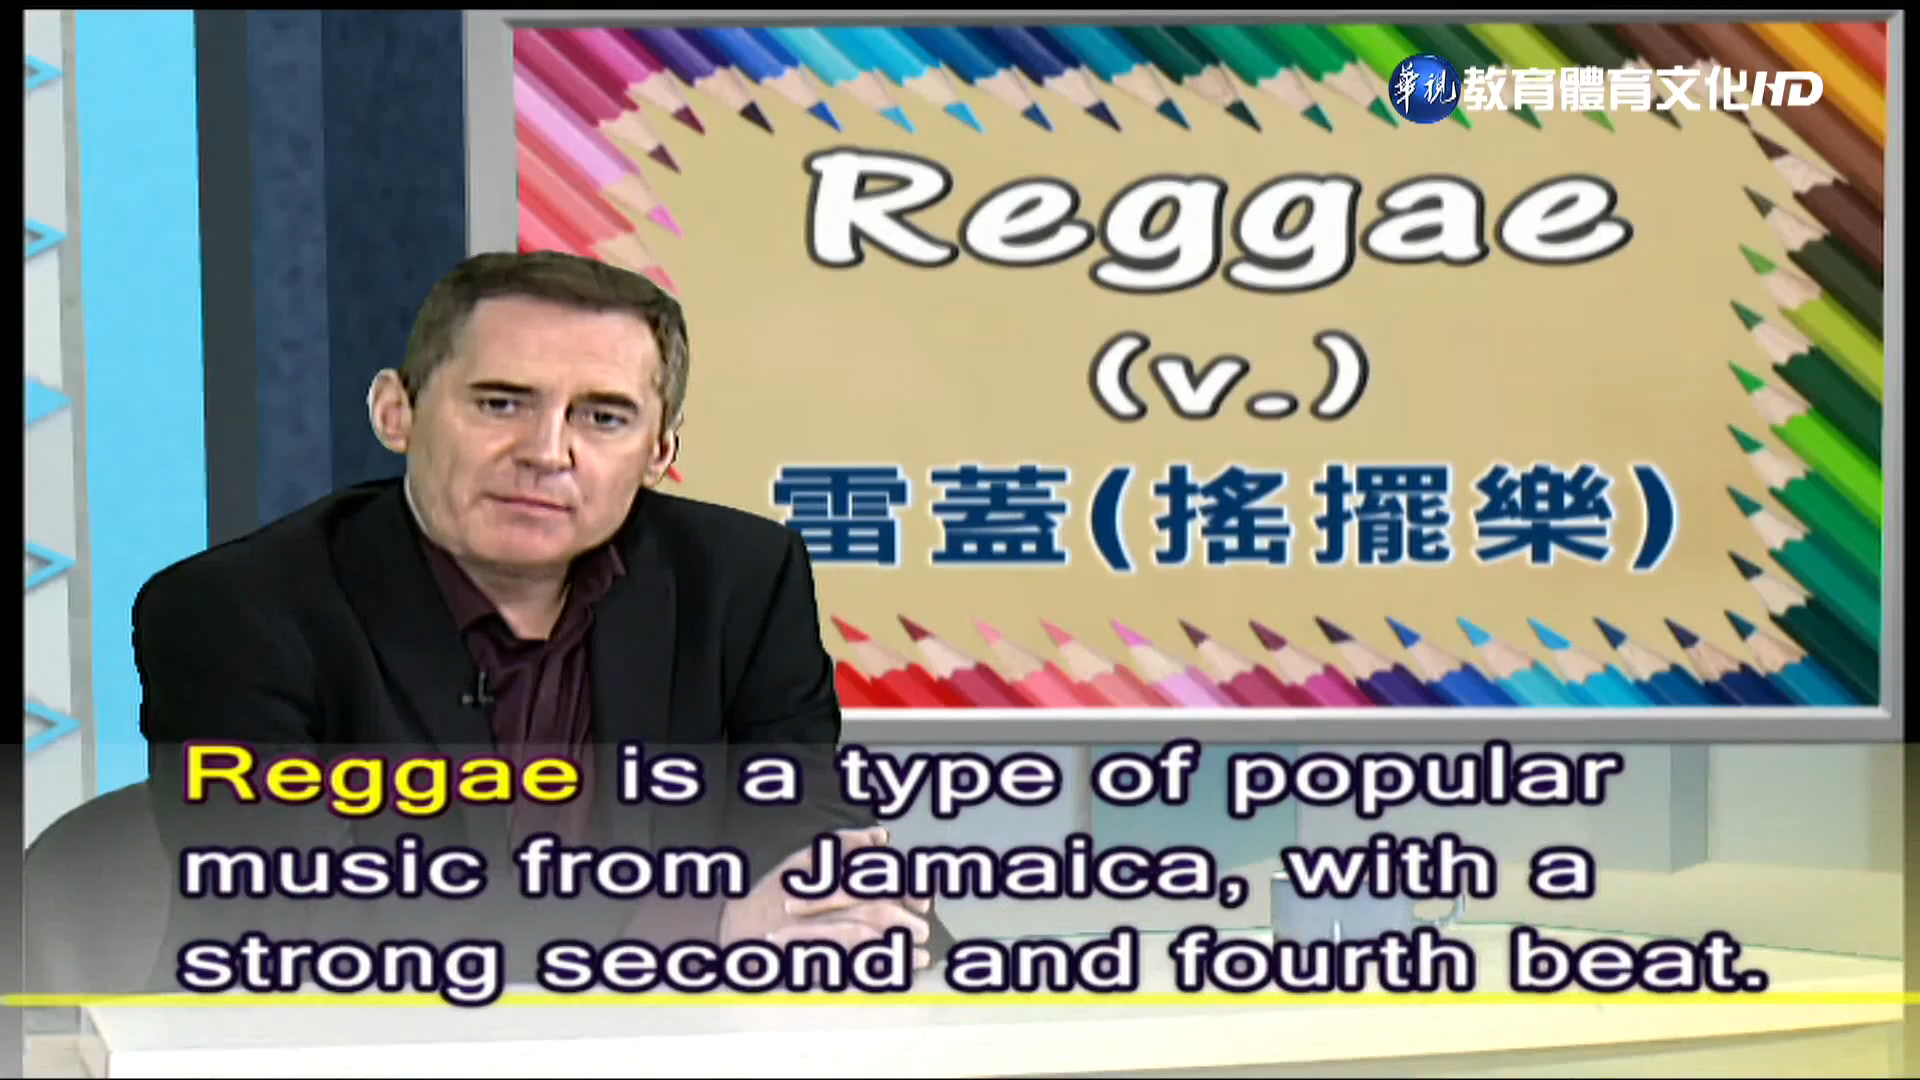 華視 教育體育文化HD
Reggae
(v.)
雷蓋(搖擺樂)
Reggae is a type of popular
music from Jamaica, with a
strong second and fourth beat.